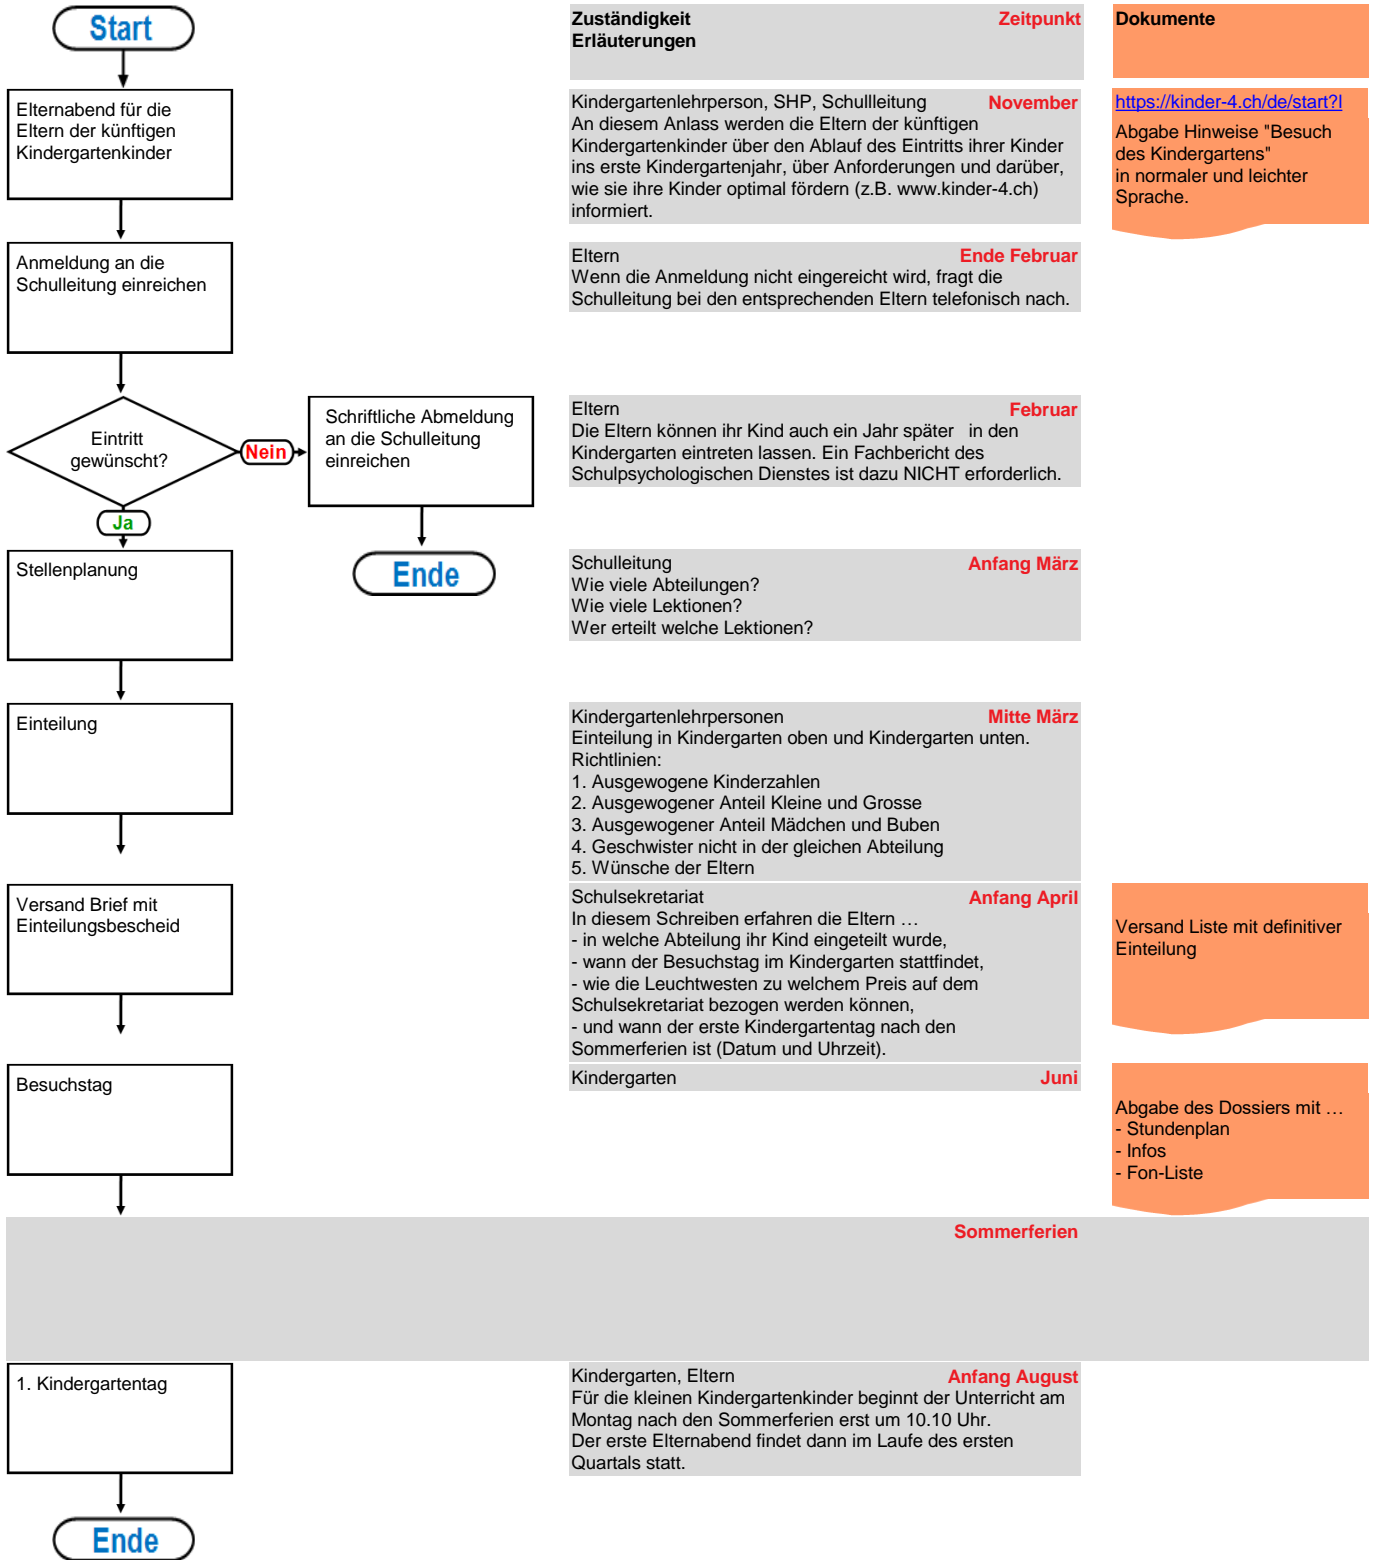 Start
Zuständigkeit Zeitpunkt
Erläuterungen
Dokumente
Elternabend für die
Eltern der künftigen
Kindergartenkinder
Kindergartenlehrperson, SHP, Schullleitung November
An diesem Anlass werden die Eltern der künftigen
Kindergartenkinder über den Ablauf des Eintritts ihrer Kinder
ins erste Kindergartenjahr, über Anforderungen und darüber,
wie sie ihre Kinder optimal fördern (z.B. www.kinder-4.ch)
informiert.
https://kinder-4.ch/de/start?l
Abgabe Hinweise "Besuch
des Kindergartens"
in normaler und leichter
Sprache.
Anmeldung an die
Schulleitung einreichen
Eltern Ende Februar
Wenn die Anmeldung nicht eingereicht wird, fragt die
Schulleitung bei den entsprechenden Eltern telefonisch nach.
Eintritt
gewünscht?
Nein
Ja
Schriftliche Abmeldung
an die Schulleitung
einreichen
Ende
Eltern Februar
Die Eltern können ihr Kind auch ein Jahr später in den
Kindergarten eintreten lassen. Ein Fachbericht des
Schulpsychologischen Dienstes ist dazu NICHT erforderlich.
Stellenplanung
Schulleitung Anfang März
Wie viele Abteilungen?
Wie viele Lektionen?
Wer erteilt welche Lektionen?
Einteilung
Kindergartenlehrpersonen Mitte März
Einteilung in Kindergarten oben und Kindergarten unten.
Richtlinien:
1. Ausgewogene Kinderzahlen
2. Ausgewogener Anteil Kleine und Grosse
3. Ausgewogener Anteil Mädchen und Buben
4. Geschwister nicht in der gleichen Abteilung
5. Wünsche der Eltern
Versand Brief mit
Einteilungsbescheid
Schulsekretariat Anfang April
In diesem Schreiben erfahren die Eltern …
- in welche Abteilung ihr Kind eingeteilt wurde,
- wann der Besuchstag im Kindergarten stattfindet,
- wie die Leuchtwesten zu welchem Preis auf dem
Schulsekretariat bezogen werden können,
- und wann der erste Kindergartentag nach den
Sommerferien ist (Datum und Uhrzeit).
Versand Liste mit definitiver
Einteilung
Besuchstag
Kindergarten Juni
Abgabe des Dossiers mit …
- Stundenplan
- Infos
- Fon-Liste
Sommerferien
1. Kindergartentag
Kindergarten, Eltern Anfang August
Für die kleinen Kindergartenkinder beginnt der Unterricht am
Montag nach den Sommerferien erst um 10.10 Uhr.
Der erste Elternabend findet dann im Laufe des ersten
Quartals statt.
Ende